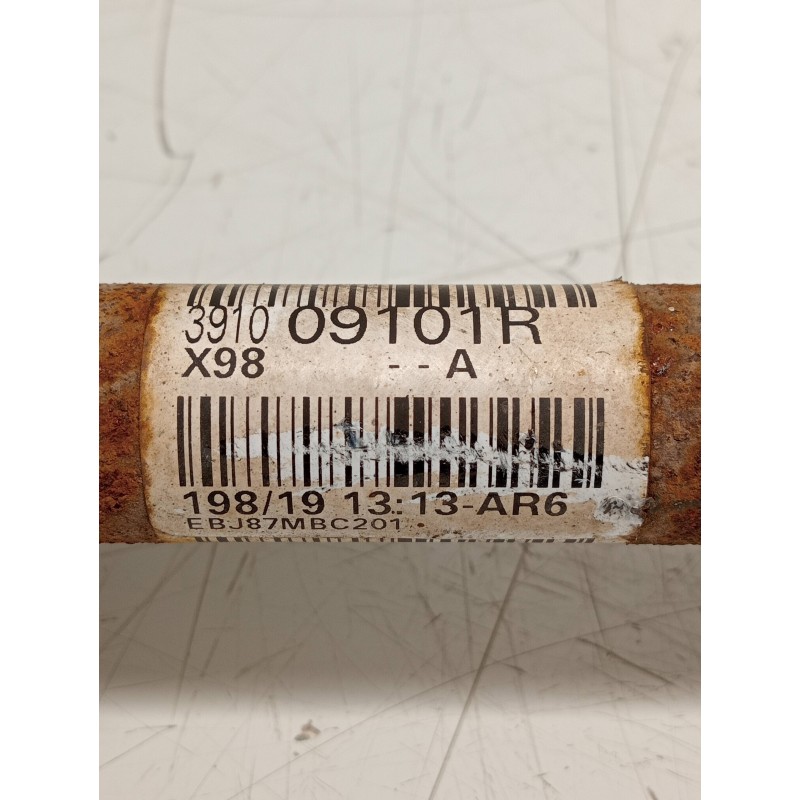 3910 09101R
X98 - - A
198/19 13:13-AR6
EBJ87MBC201